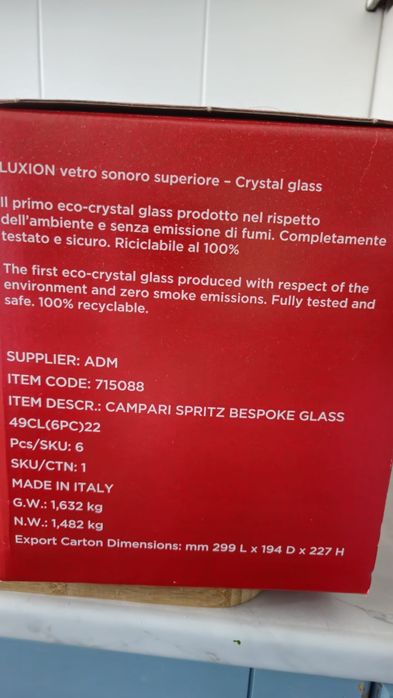 LUXION vetro sonoro superiore – Crystal glass
Il primo eco-crystal glass prodotto nel rispetto
dell'ambiente e senza emissione di fumi. Completamente
testato e sicuro. Riciclabile al 100%
The first eco-crystal glass produced with respect of the
environment and zero smoke emissions. Fully tested and
safe. 100% recyclable.
SUPPLIER: ADM
ITEM CODE: 715088
ITEM DESCR.: CAMPARI SPRITZ BESPOKE GLASS
49CL(6PC)22
Pcs/SKU: 6
SKU/CTN: 1
MADE IN ITALY
G.W.: 1,632 kg
N.W.: 1,482 kg
Export Carton Dimensions: mm 299 L x 194 D x 227 H